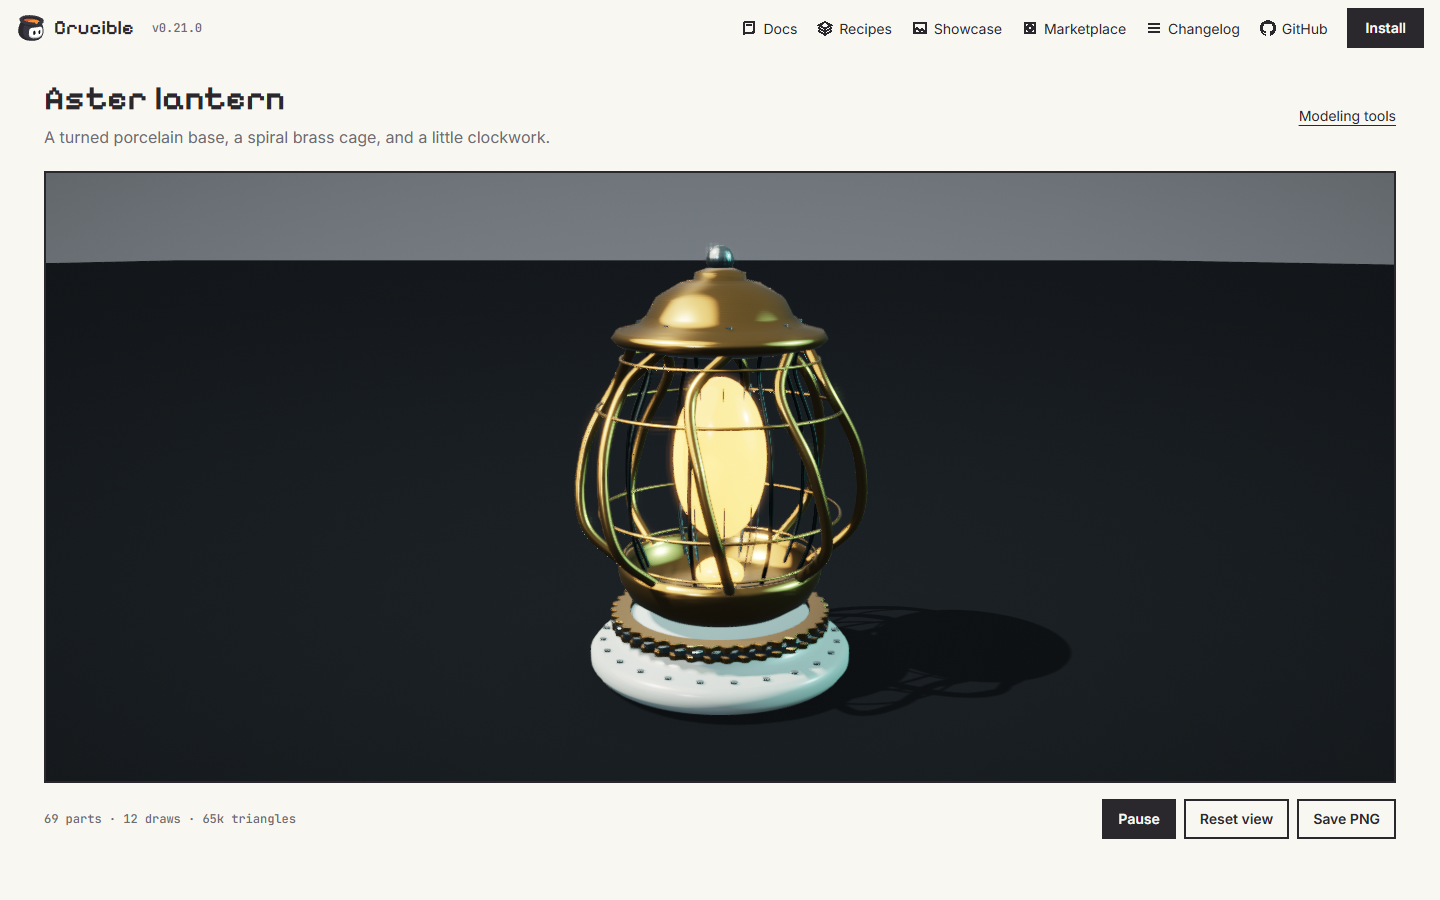 Crucible v0.21.0 Docs Recipes Showcase Marketplace Changelog GitHub Install
Aster lantern
Modeling tools
A turned porcelain base, a spiral brass cage, and a little clockwork.
69 parts · 12 draws · 65k triangles Pause Reset view Save PNG